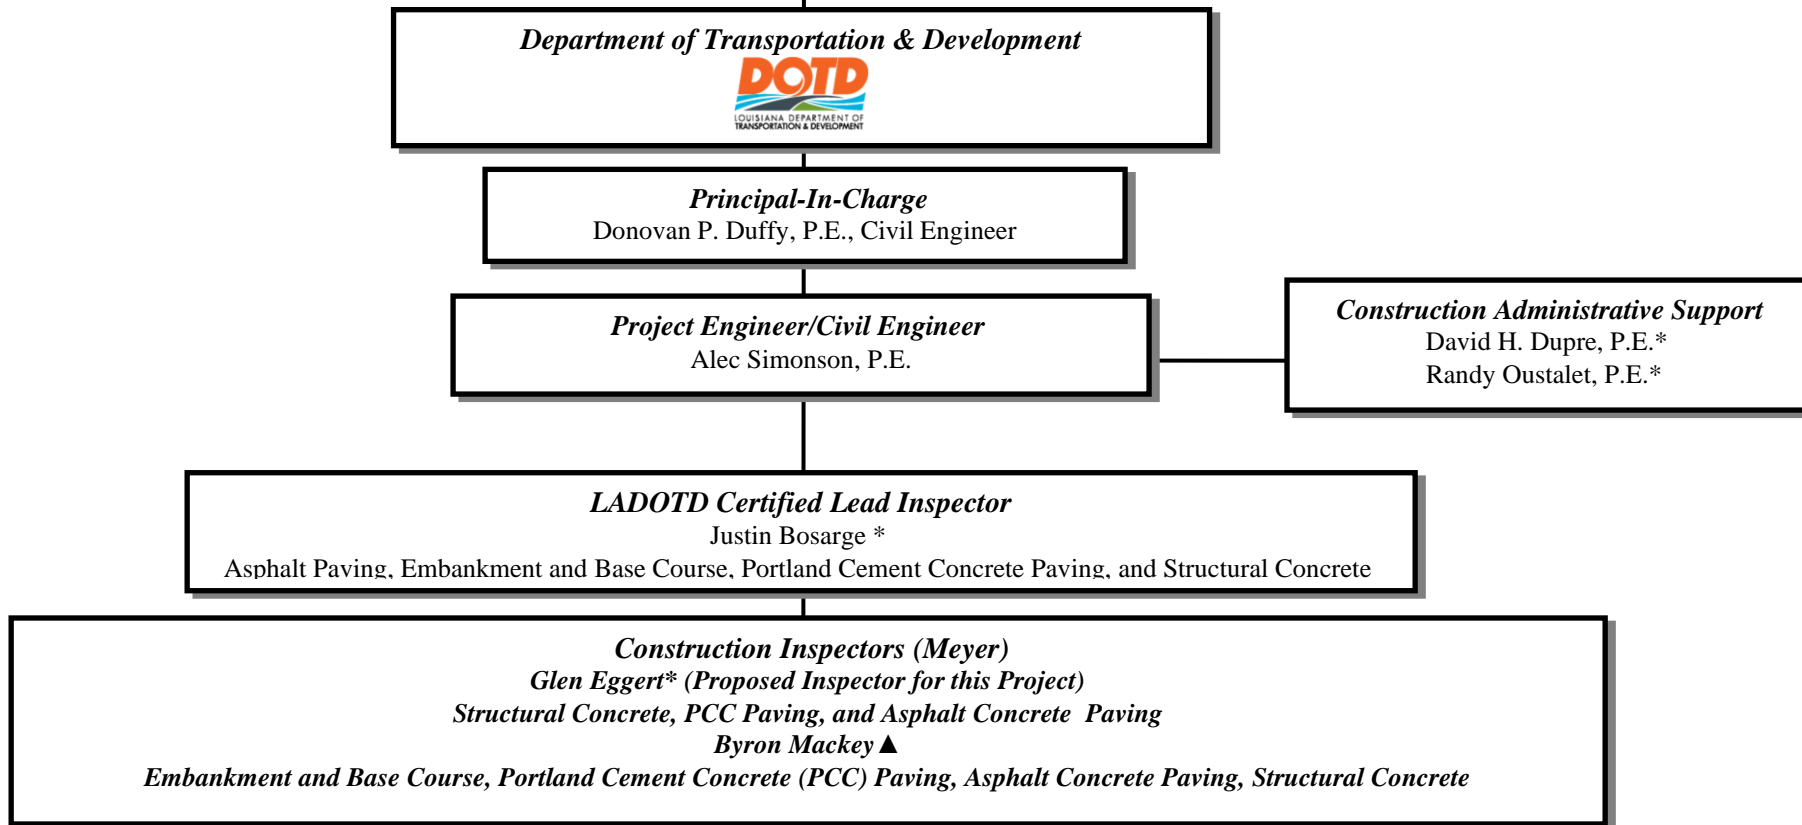 Department of Transportation & Development
DOTD
LOUISIANA DEPARTMENT OF
TRANSPORTATION & DEVELOPMENT
Principal-In-Charge
Donovan P. Duffy, P.E., Civil Engineer
Project Engineer/Civil Engineer
Alec Simonson, P.E.
Construction Administrative Support
David H. Dupre, P.E.*
Randy Oustalet, P.E.*
LADOTD Certified Lead Inspector
Justin Bosarge *
Asphalt Paving, Embankment and Base Course, Portland Cement Concrete Paving, and Structural Concrete
Construction Inspectors (Meyer)
Glen Eggert* (Proposed Inspector for this Project)
Structural Concrete, PCC Paving, and Asphalt Concrete  Paving
Byron Mackey▲
Embankment and Base Course, Portland Cement Concrete (PCC) Paving, Asphalt Concrete Paving, Structural Concrete